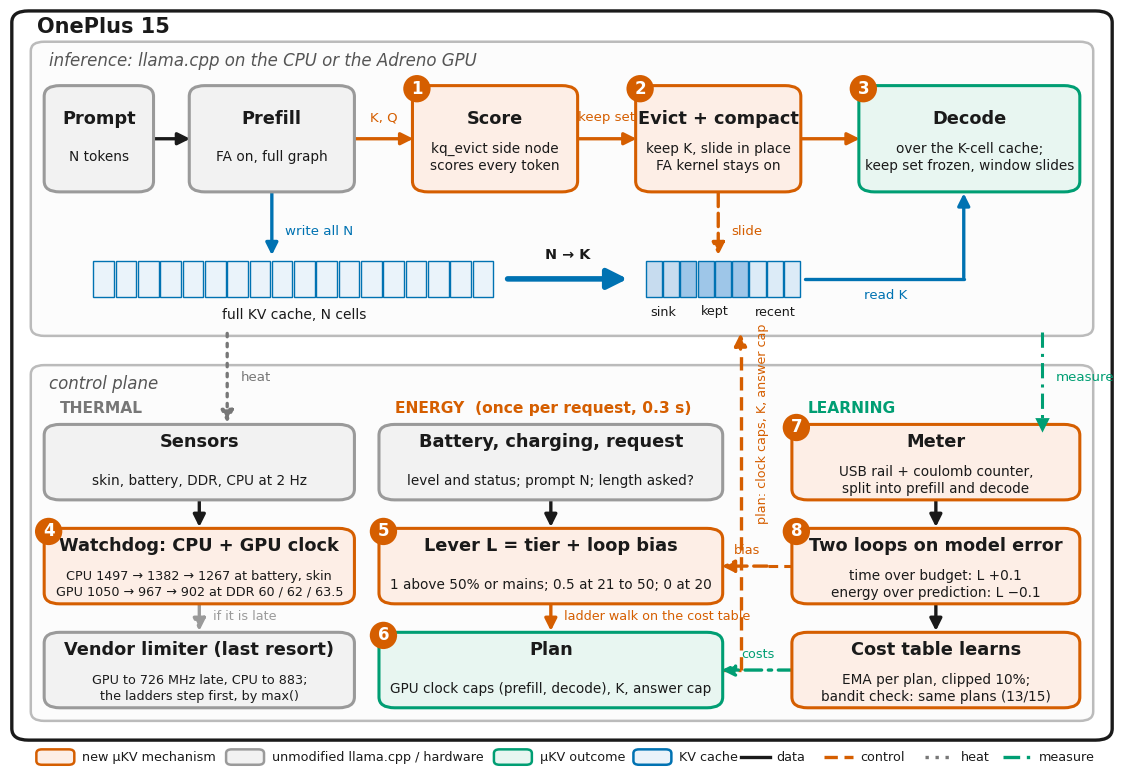 OnePlus 15
inference: llama.cpp on the CPU or the Adreno GPU
1
2
3
Prompt
N tokens
Prefill
FA on, full graph
K, Q
Score
kq_evict side node
scores every token
keep set
Evict + compact
keep K, slide in place
FA kernel stays on
Decode
over the K-cell cache;
keep set frozen, window slides
write all N
slide
N → K
read K
full KV cache, N cells
sink
kept
recent
heat
plan: clock caps, K, answer cap
measure
control plane
THERMAL
ENERGY (once per request, 0.3 s)
LEARNING
Sensors
skin, battery, DDR, CPU at 2 Hz
Battery, charging, request
level and status; prompt N; length asked?
7
Meter
USB rail + coulomb counter,
split into prefill and decode
4
Watchdog: CPU + GPU clock
CPU 1497 → 1382 → 1267 at battery, skin
GPU 1050 → 967 → 902 at DDR 60 / 62 / 63.5
5
Lever L = tier + loop bias
1 above 50% or mains; 0.5 at 21 to 50; 0 at 20
bias
8
Two loops on model error
time over budget: L +0.1
energy over prediction: L −0.1
if it is late
ladder walk on the cost table
Vendor limiter (last resort)
GPU to 726 MHz late, CPU to 883;
the ladders step first, by max()
6
Plan
GPU clock caps (prefill, decode), K, answer cap
costs
Cost table learns
EMA per plan, clipped 10%;
bandit check: same plans (13/15)
new μKV mechanism
unmodified llama.cpp / hardware
μKV outcome
KV cache
data
control
heat
measure